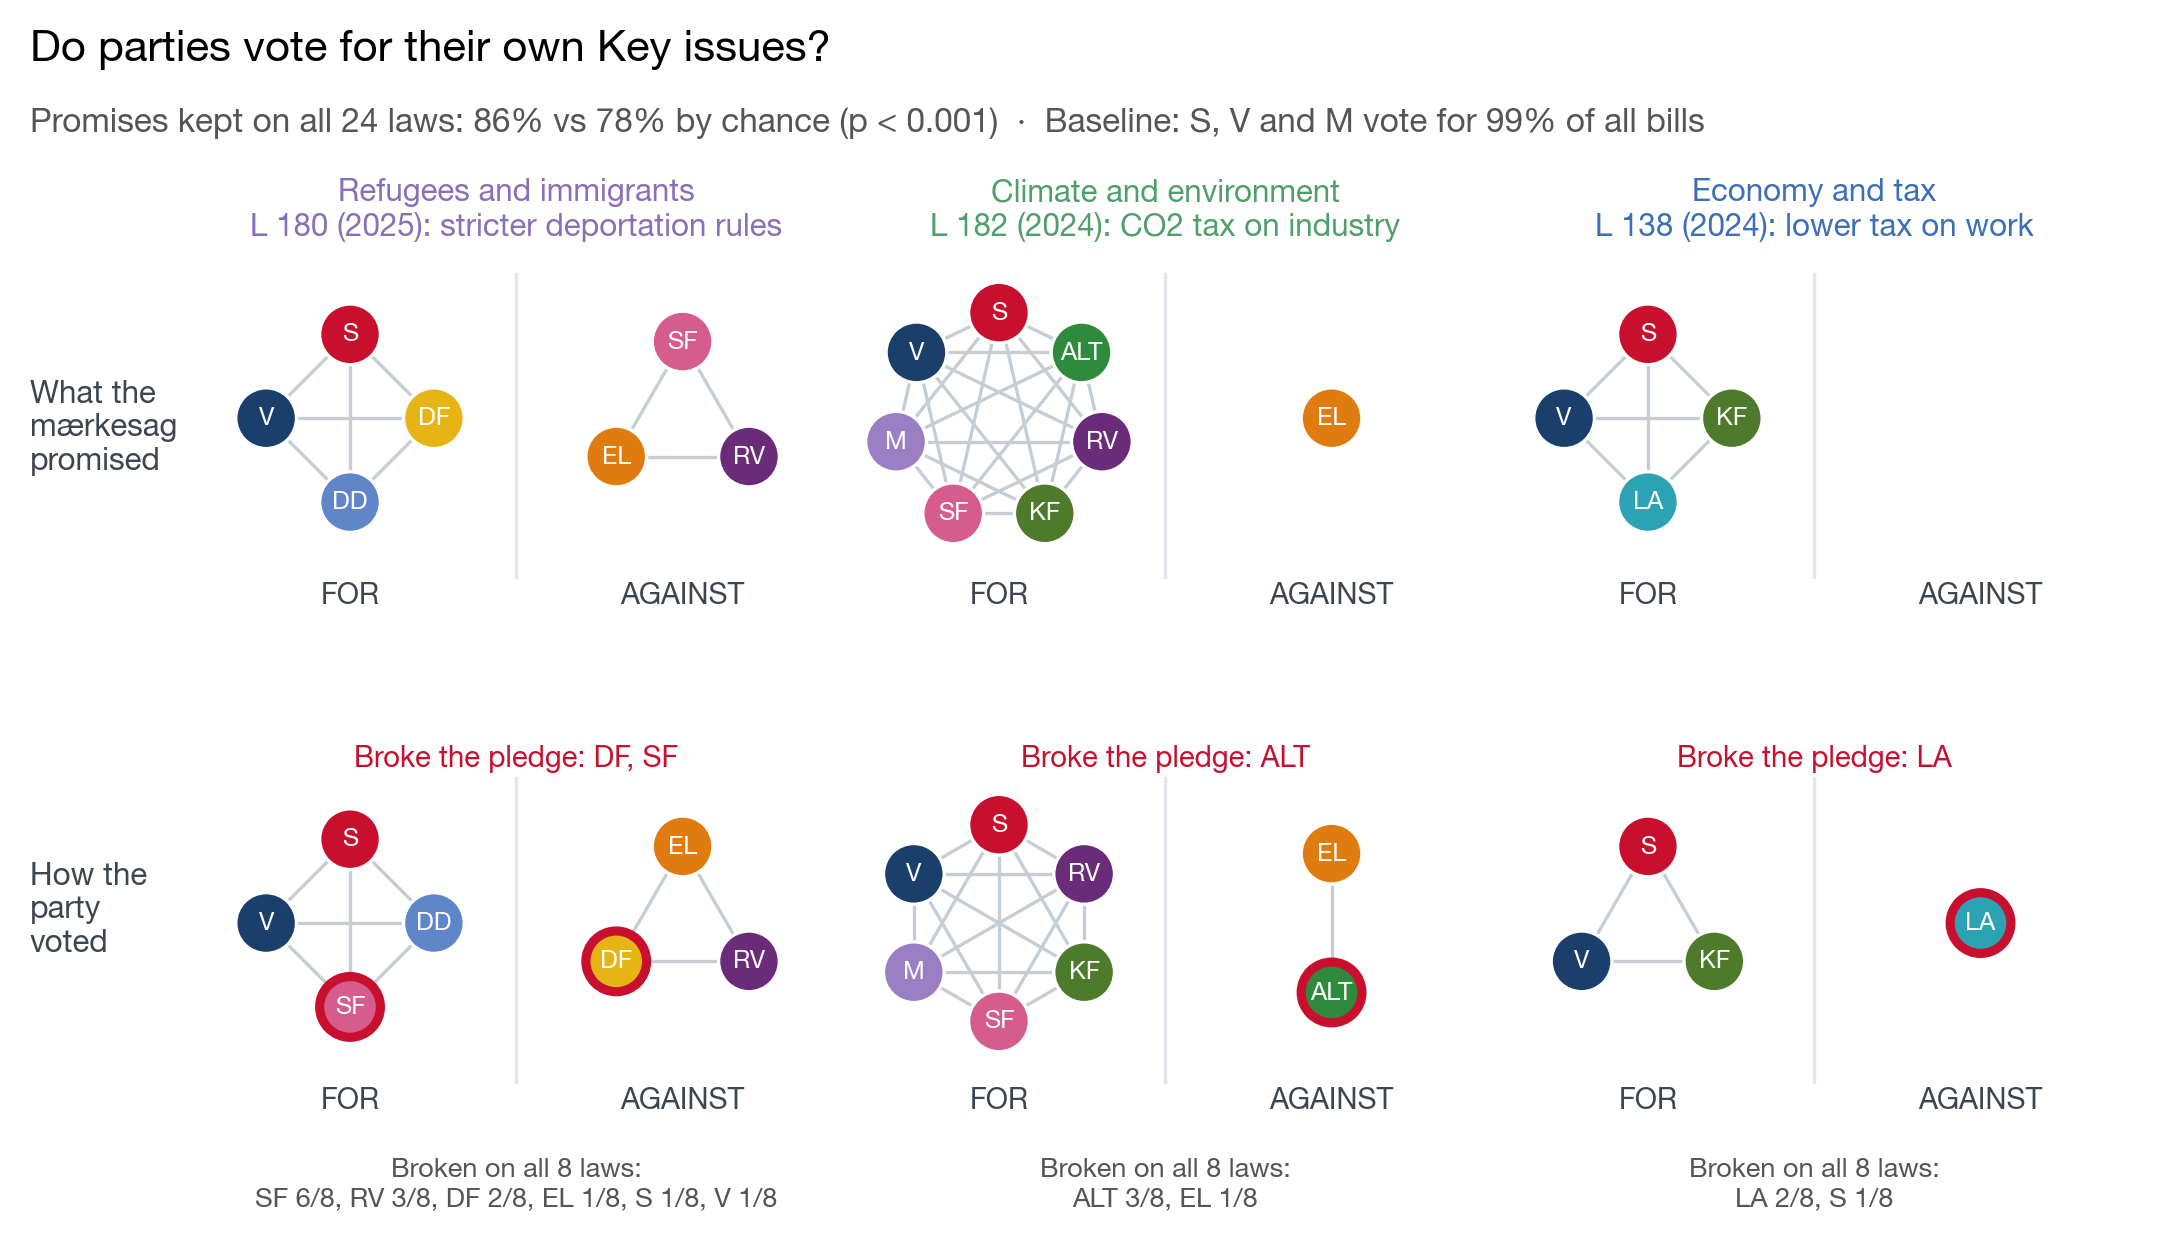 Do parties vote for their own Key issues?
Promises kept on all 24 laws: 86% vs 78% by chance (p < 0.001)  ·  Baseline: S, V and M vote for 99% of all bills
Refugees and immigrants
L 180 (2025): stricter deportation rules
Climate and environment
L 182 (2024): CO2 tax on industry
Economy and tax
L 138 (2024): lower tax on work
What the
mærkesag
promised
S
V
DF
DD
FOR
SF
EL
RV
AGAINST
S
V
ALT
M
RV
SF
KF
FOR
EL
AGAINST
S
V
KF
LA
FOR
AGAINST
How the
party
voted
Broke the pledge: DF, SF
S
V
DD
SF
FOR
EL
DF
RV
AGAINST
Broke the pledge: ALT
S
V
RV
M
KF
SF
FOR
EL
ALT
AGAINST
Broke the pledge: LA
S
V
KF
FOR
LA
AGAINST
Broken on all 8 laws:
SF 6/8, RV 3/8, DF 2/8, EL 1/8, S 1/8, V 1/8
Broken on all 8 laws:
ALT 3/8, EL 1/8
Broken on all 8 laws:
LA 2/8, S 1/8